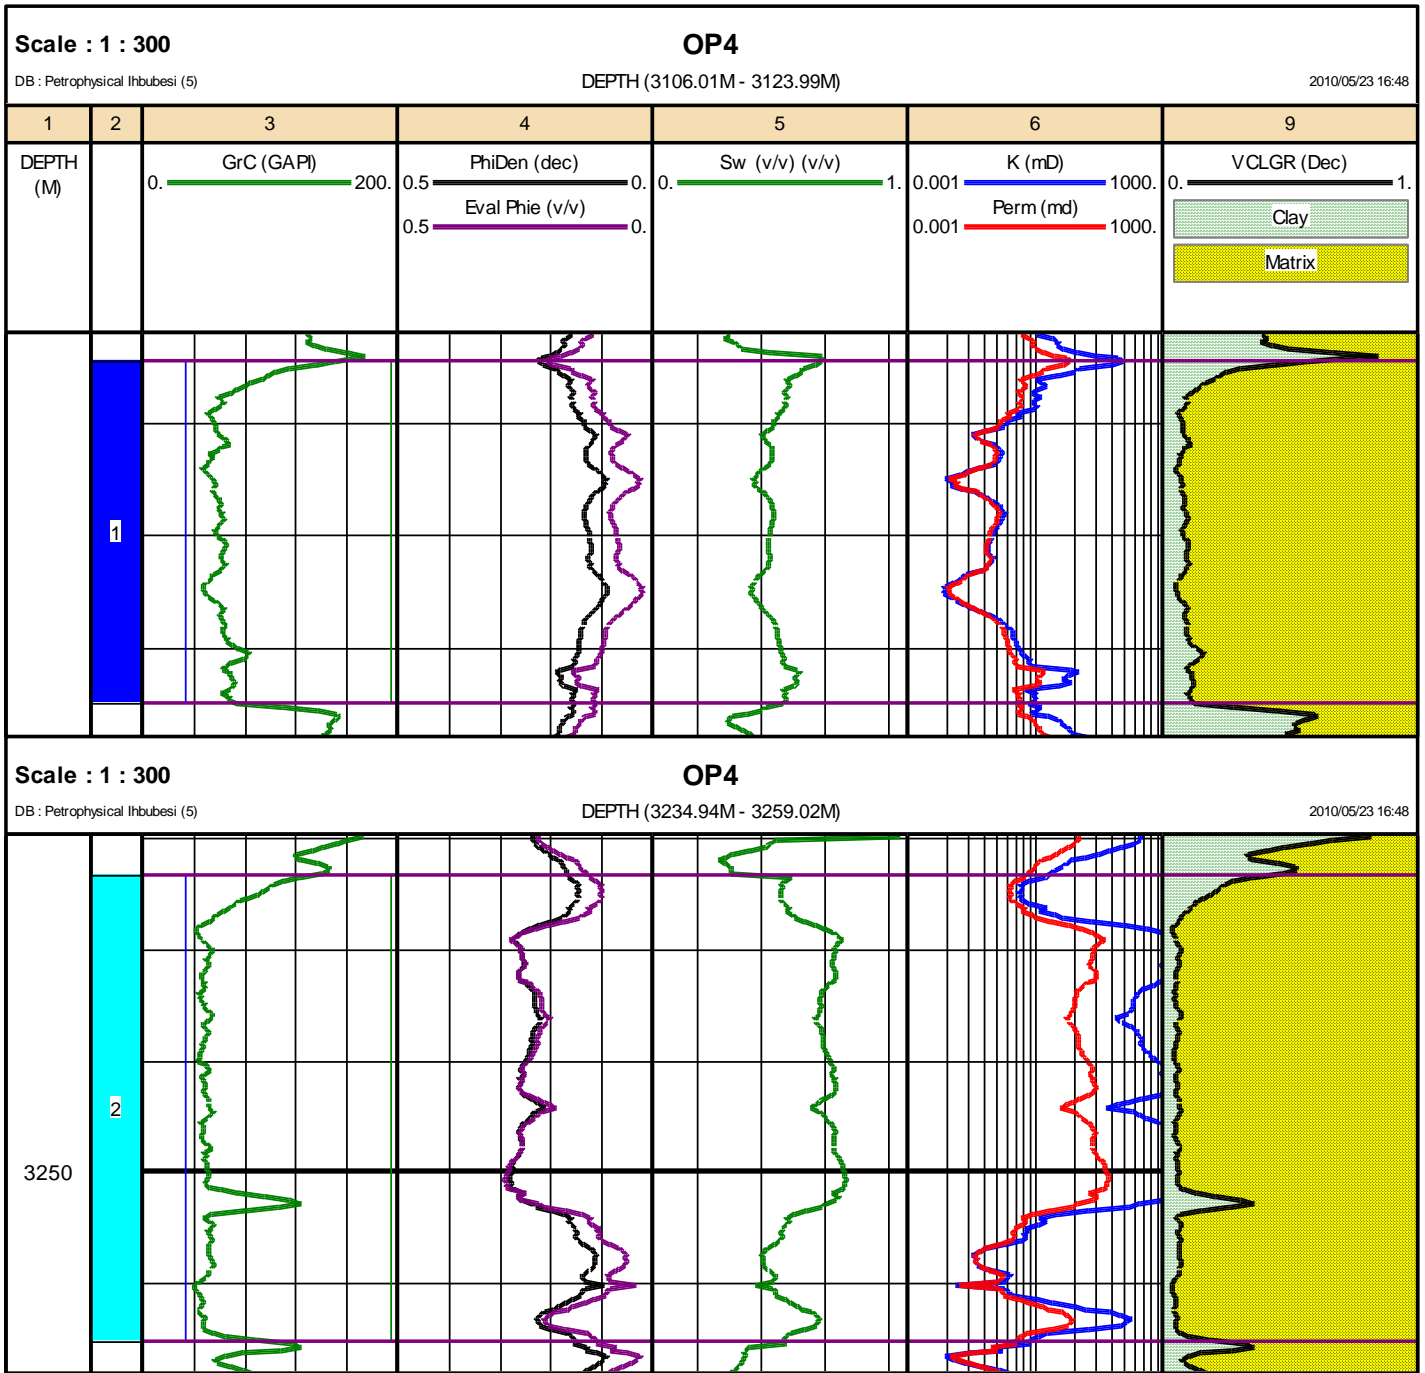 Scale : 1 : 300
OP4
DB : Petrophysical Ihbubesi (5)
DEPTH (3106.01M - 3123.99M)
2010/05/23 16:48
1 2 3 4 5 6 9
DEPTH (M)
GrC (GAPI)
0. 200.
PhiDen (dec)
0.5 0.
Eval Phie (v/v)
0.5 0.
Sw (v/v) (v/v)
0. 1.
K (mD)
0.001 1000.
Perm (md)
0.001 1000.
VCLGR (Dec)
0. 1.
Clay
Matrix
1
Scale : 1 : 300
OP4
DB : Petrophysical Ihbubesi (5)
DEPTH (3234.94M - 3259.02M)
2010/05/23 16:48
2
3250